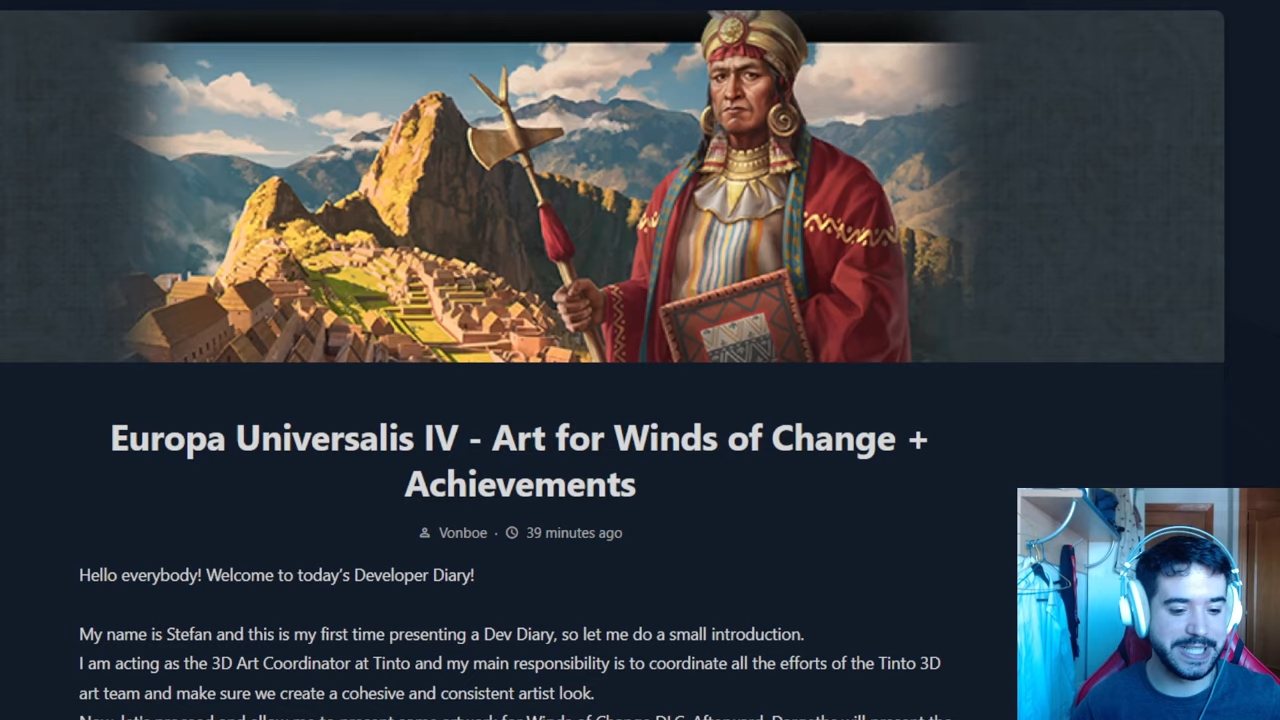 Europa Universalis IV - Art for Winds of Change +
Achievements
Vonboe · 39 minutes ago
Hello everybody! Welcome to today's Developer Diary!
My name is Stefan and this is my first time presenting a Dev Diary, so let me do a small introduction.
I am acting as the 3D Art Coordinator at Tinto and my main responsibility is to coordinate all the efforts of the Tinto 3D
art team and make sure we create a cohesive and consistent artist look.